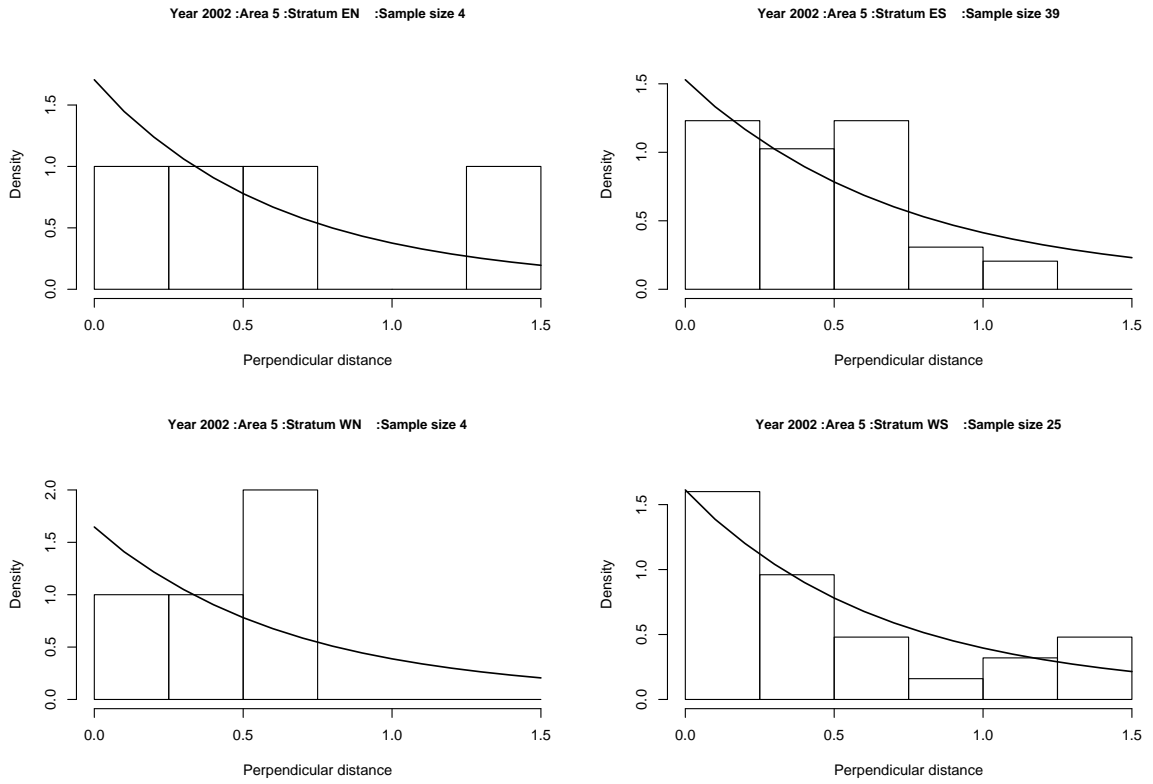 Year 2002 :Area 5 :Stratum EN :Sample size 4
Density
0.0 0.5 1.0 1.5
0.0 0.5 1.0 1.5
Perpendicular distance
Year 2002 :Area 5 :Stratum ES :Sample size 39
Density
0.0 0.5 1.0 1.5
0.0 0.5 1.0 1.5
Perpendicular distance
Year 2002 :Area 5 :Stratum WN :Sample size 4
Density
0.0 0.5 1.0 1.5 2.0
0.0 0.5 1.0 1.5
Perpendicular distance
Year 2002 :Area 5 :Stratum WS :Sample size 25
Density
0.0 0.5 1.0 1.5
0.0 0.5 1.0 1.5
Perpendicular distance